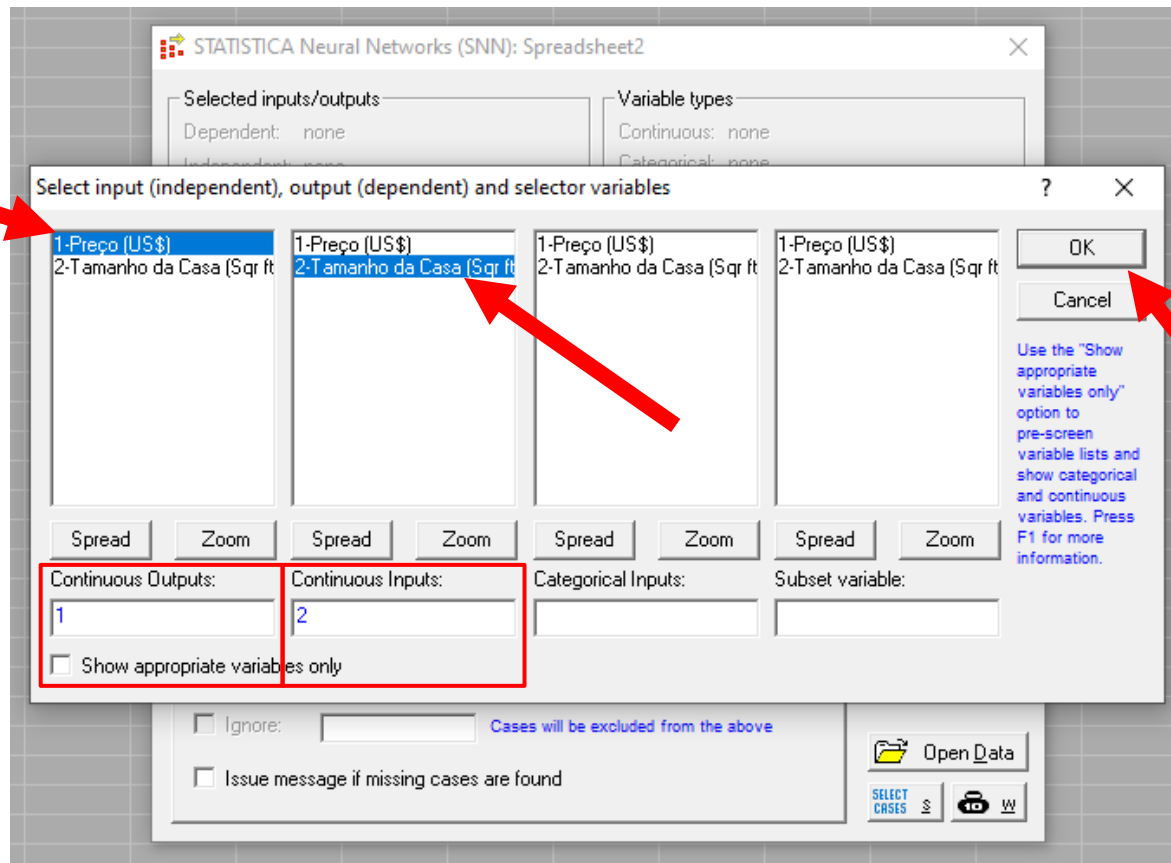 STATISTICA Neural Networks (SNN): Spreadsheet2
Selected inputs/outputs
Variable types
Dependent: none
Continuous: none
Independent: none
Categorical: none
Select input (independent), output (dependent) and selector variables
?
1-Preço (US$)
2-Tamanho da Casa (Sqr ft
1-Preço (US$)
2-Tamanho da Casa (Sqr ft
1-Preço (US$)
2-Tamanho da Casa (Sqr ft
1-Preço (US$)
2-Tamanho da Casa (Sqr ft
OK
Cancel
Use the "Show
appropriate
variables only"
option to
pre-screen
variable lists and
show categorical
and continuous
variables. Press
F1 for more
information.
Spread Zoom Spread Zoom Spread Zoom Spread Zoom
Continuous Outputs: Continuous Inputs: Categorical Inputs: Subset variable:
1 2
Show appropriate variables only
Ignore: Cases will be excluded from the above
Issue message if missing cases are found
Open Data
SELECT
CASES S
10 W